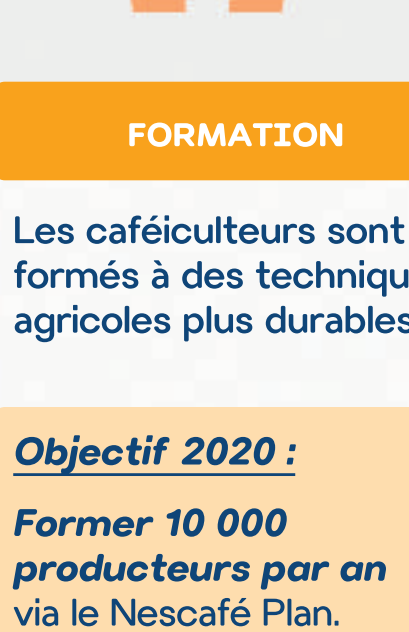 FORMATION
Les caféiculteurs sont
formés à des techniqu
agricoles plus durables
Objectif 2020 :
Former 10 000
producteurs par an
via le Nescafé Plan.